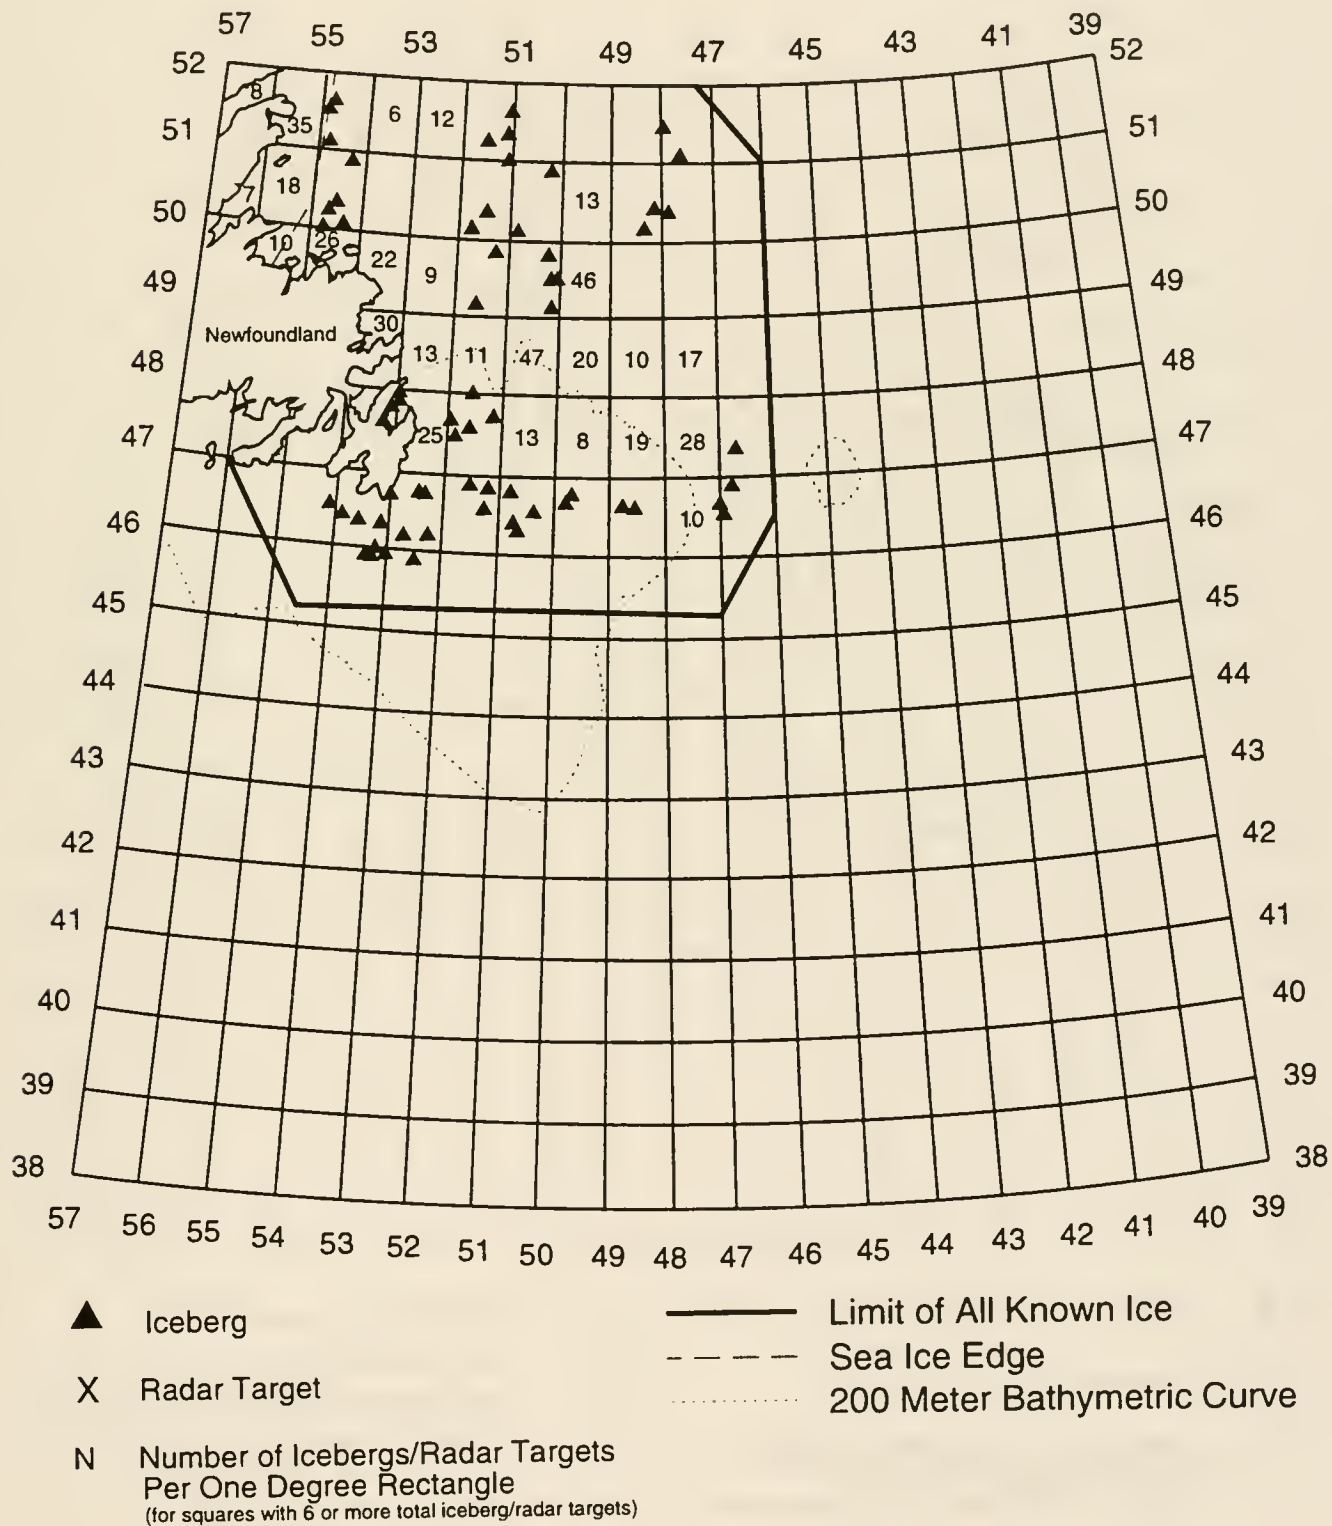 57 55 53 51 49 47 45 43 41 39
52 52
8 35 6 12
51 51
18 13
7
50 50
10 26 22 9 46
49 49
Newfoundland 30
13 11 47 20 10 17
48 48
25 13 8 19 28
47 47
10
46 46
45 45
44 44
43 43
42 42
41 41
40 40
39 39
38 38
57 56 55 54 53 52 51 50 49 48 47 46 45 44 43 42 41 40 39
Iceberg
X Radar Target
N Number of Icebergs/Radar Targets
Per One Degree Rectangle
(for squares with 6 or more total iceberg/radar targets)
Limit of All Known Ice
Sea Ice Edge
200 Meter Bathymetric Curve